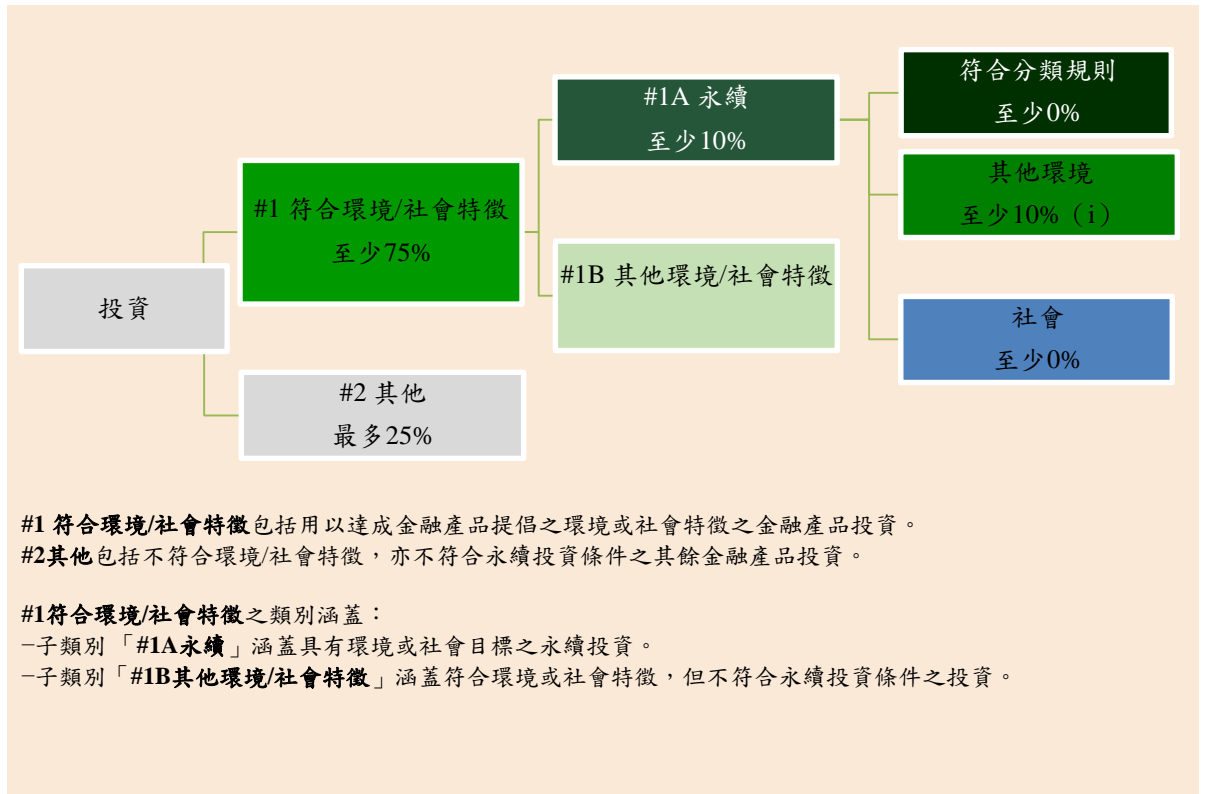 投資
#1 符合環境/社會特徵
至少75%
#2 其他
最多25%
#1A 永續
至少10%
#1B 其他環境/社會特徵
符合分類規則
至少0%
其他環境
至少10%（i）
社會
至少0%
#1 符合環境/社會特徵包括用以達成金融產品提倡之環境或社會特徵之金融產品投資。
#2其他包括不符合環境/社會特徵，亦不符合永續投資條件之其餘金融產品投資。
#1符合環境/社會特徵之類別涵蓋：
−子類別「#1A永續」涵蓋具有環境或社會目標之永續投資。
−子類別「#1B其他環境/社會特徵」涵蓋符合環境或社會特徵，但不符合永續投資條件之投資。